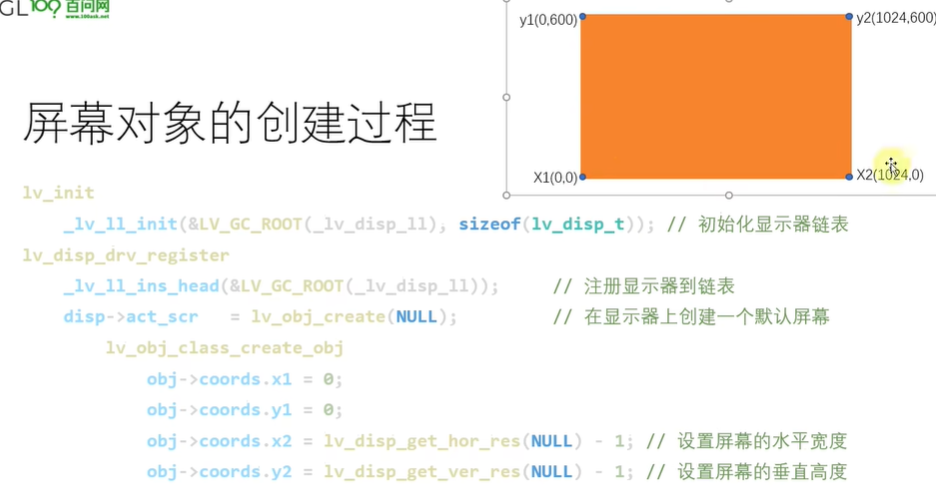 GL100? 百问网
www.100ask.net
y1(0,600)
y2(1024,600)
X1(0,0)
X2(1024,0)
屏幕对象的创建过程
lv_init
_lv_ll_init(&LV_GC_ROOT(_lv_disp_ll), sizeof(lv_disp_t)); // 初始化显示器链表
lv_disp_drv_register
_lv_ll_ins_head(&LV_GC_ROOT(_lv_disp_ll)); // 注册显示器到链表
disp->act_scr = lv_obj_create(NULL); // 在显示器上创建一个默认屏幕
lv_obj_class_create_obj
obj->coords.x1 = 0;
obj->coords.y1 = 0;
obj->coords.x2 = lv_disp_get_hor_res(NULL) - 1; // 设置屏幕的水平宽度
obj->coords.y2 = lv_disp_get_ver_res(NULL) - 1; // 设置屏幕的垂直高度